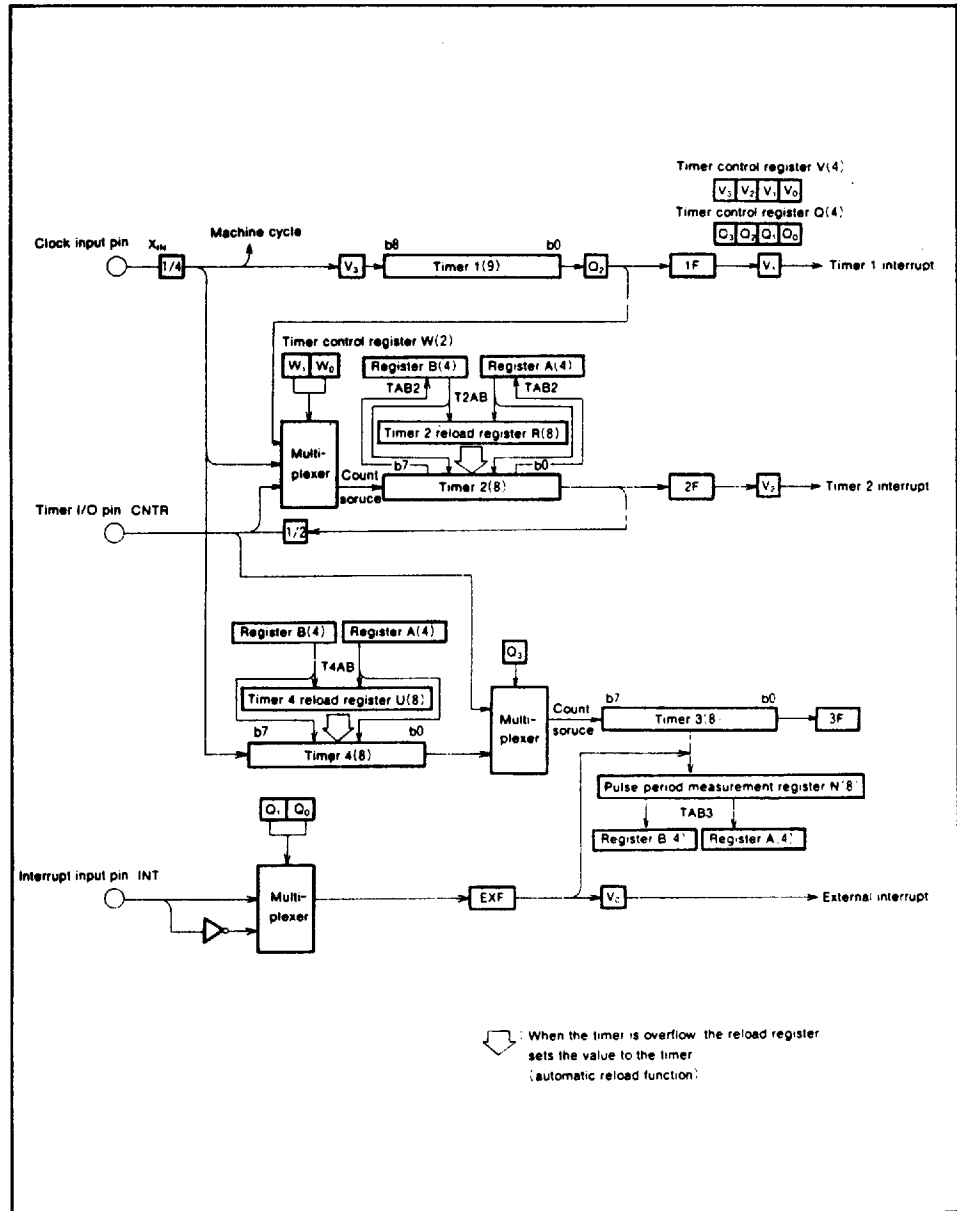 Timer control register V(4)
V3 V2 V1 V0
Timer control register Q(4)
Q3 Q2 Q1 Q0
Machine cycle
Clock input pin XIN
1/4
V3
b8 b0
Timer 1(9)
Q2
1F
V1
Timer 1 interrupt
Timer control register W(2)
W1 W0
Register B(4) Register A(4)
TAB2 T2AB TAB2
Timer 2 reload register R(8)
Multi-
plexer
b7 b0
Count
soruce
Timer 2(8)
2F
V2
Timer 2 interrupt
Timer I/O pin CNTR
1/2
Register B(4) Register A(4)
T4AB
Timer 4 reload register U(8)
b7 b0
Timer 4(8)
Q3
Multi-
plexer
Count
soruce
b7 b0
Timer 3(8
3F
Pulse period measurement register N(8)
TAB3
Register B(4) Register A(4)
Q1 Q0
Interrupt input pin INT
Multi-
plexer
EXF
External interrupt
: When the timer is overflow the reload register
sets the value to the timer
(automatic reload function)